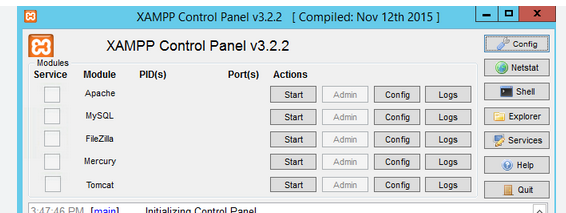 XAMPP Control Panel v3.2.2 [ Compiled: Nov 12th 2015 ]
XAMPP Control Panel v3.2.2
Config
Modules
Service Module PID(s) Port(s) Actions
Netstat
Apache Start Admin Config Logs
Shell
MySQL Start Admin Config Logs
Explorer
FileZilla Start Admin Config Logs
Services
Mercury Start Admin Config Logs
Help
Tomcat Start Admin Config Logs
Quit
3:47:46 PM [main] Initializing Control Panel